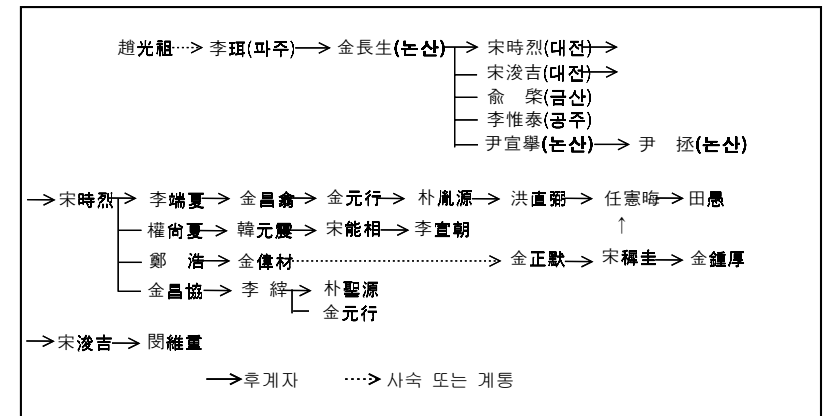 趙光祖····> 李珥(파주)→ 金長生(논산)→ 宋時烈(대전)→
宋浚吉(대전)→
兪 棨(금산)
李惟泰(공주)
尹宣擧(논산)→ 尹 拯(논산)
→宋時烈→ 李端夏→ 金昌翕→ 金元行→ 朴胤源→ 洪直弼→ 任憲晦→田愚
權尙夏→ 韓元震→ 宋能相→李宜朝 ↑
鄭 浩→金偉材····> 金正默→ 宋穉圭→ 金鍾厚
金昌協→ 李 縡→ 朴聖源
金元行
→宋浚吉→ 閔維重
→후계자 ····> 사숙 또는 계통